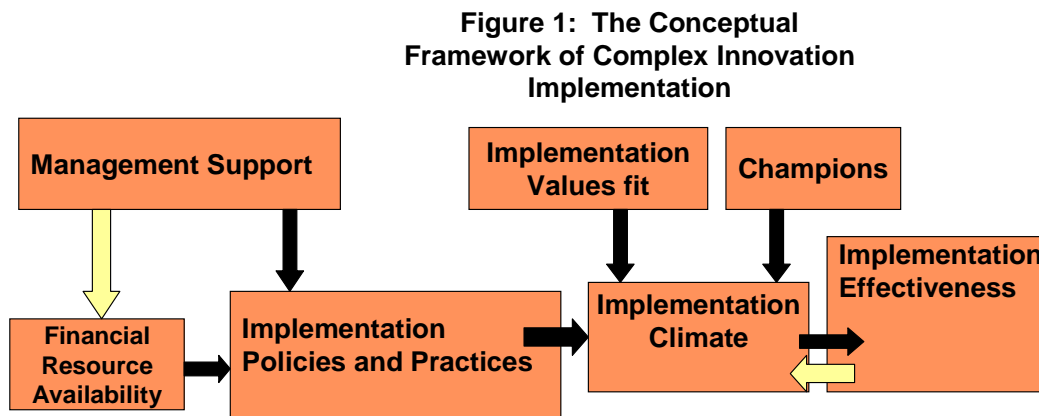 Figure 1: The Conceptual
Framework of Complex Innovation
Implementation
Management Support
Implementation
Values fit
Champions
Financial
Resource
Availability
Implementation
Policies and Practices
Implementation
Climate
Implementation
Effectiveness